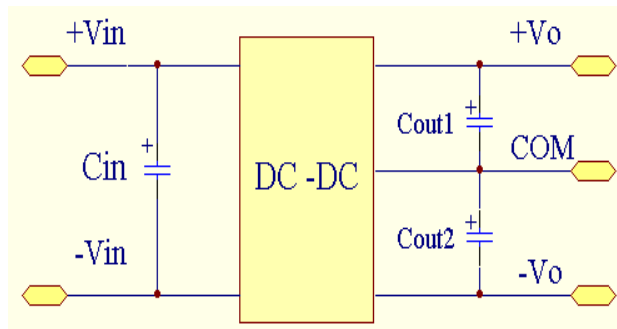 +Vin
+Vo
+
Cout1
+
COM
Cin
DC -DC
+
Cout2
-Vin
-Vo